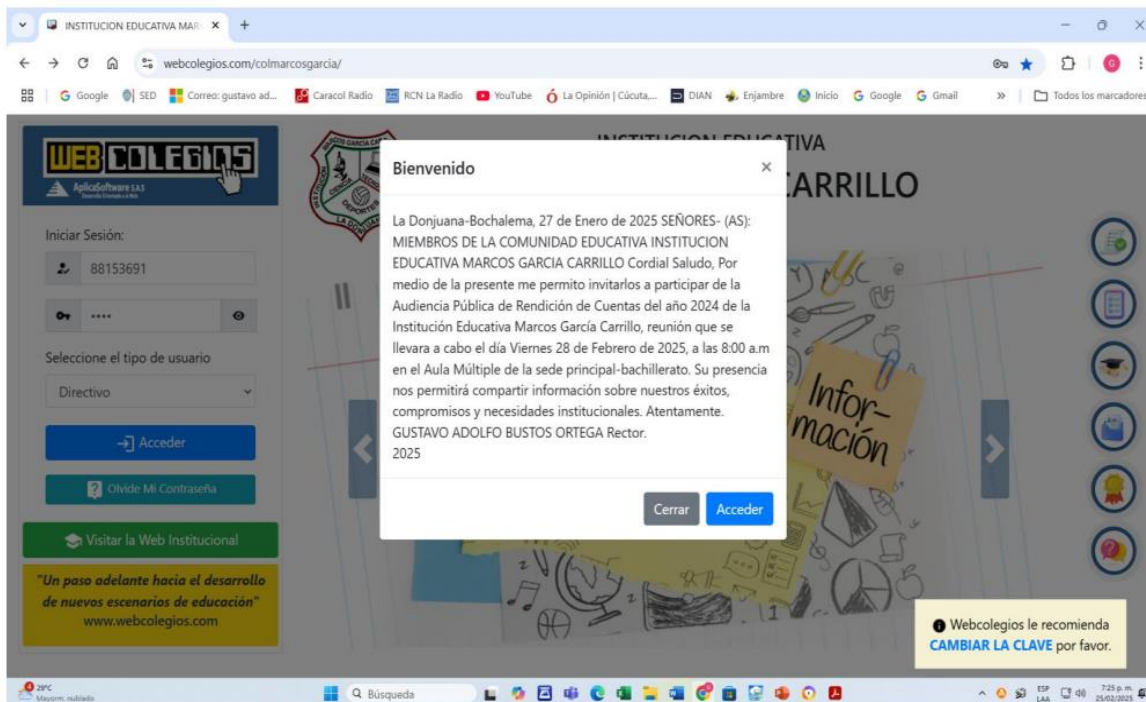 INSTITUCION EDUCATIVA MAR
webcolegios.com/colmarcosgarcia/
G
Google
SED
Correo: gustavo ad...
Caracol Radio
RCN La Radio
YouTube
La Opinión | Cúcuta,...
DIAN
Enjambre
Inicio
Google
Gmail
»
Todos los marcadores
WEB COLEGIOS
AplicaSoftware S.A.S
INSTITUCION EDUCATIVA
CARRILLO
Iniciar Sesión:
88153691
••••
Seleccione el tipo de usuario
Directivo
Acceder
Olvide Mi Contraseña
Visitar la Web Institucional
"Un paso adelante hacia el desarrollo
de nuevos escenarios de educación"
www.webcolegios.com
Bienvenido
×
La Donjuana-Bochalema, 27 de Enero de 2025 SEÑORES- (AS):
MIEMBROS DE LA COMUNIDAD EDUCATIVA INSTITUCION
EDUCATIVA MARCOS GARCIA CARRILLO Cordial Saludo, Por
medio de la presente me permito invitarlos a participar de la
Audiencia Pública de Rendición de Cuentas del año 2024 de la
Institución Educativa Marcos García Carrillo, reunión que se
llevara a cabo el día Viernes 28 de Febrero de 2025, a las 8:00 a.m
en el Aula Múltiple de la sede principal-bachillerato. Su presencia
nos permitirá compartir información sobre nuestros éxitos,
compromisos y necesidades institucionales. Atentamente.
GUSTAVO ADOLFO BUSTOS ORTEGA Rector.
2025
Cerrar
Acceder
Infor-
mación
Webcolegios le recomienda
CAMBIAR LA CLAVE por favor.
29°C
Mayorm. nublado
Búsqueda
ESP
LAA
7:25 p. m.
25/02/2025